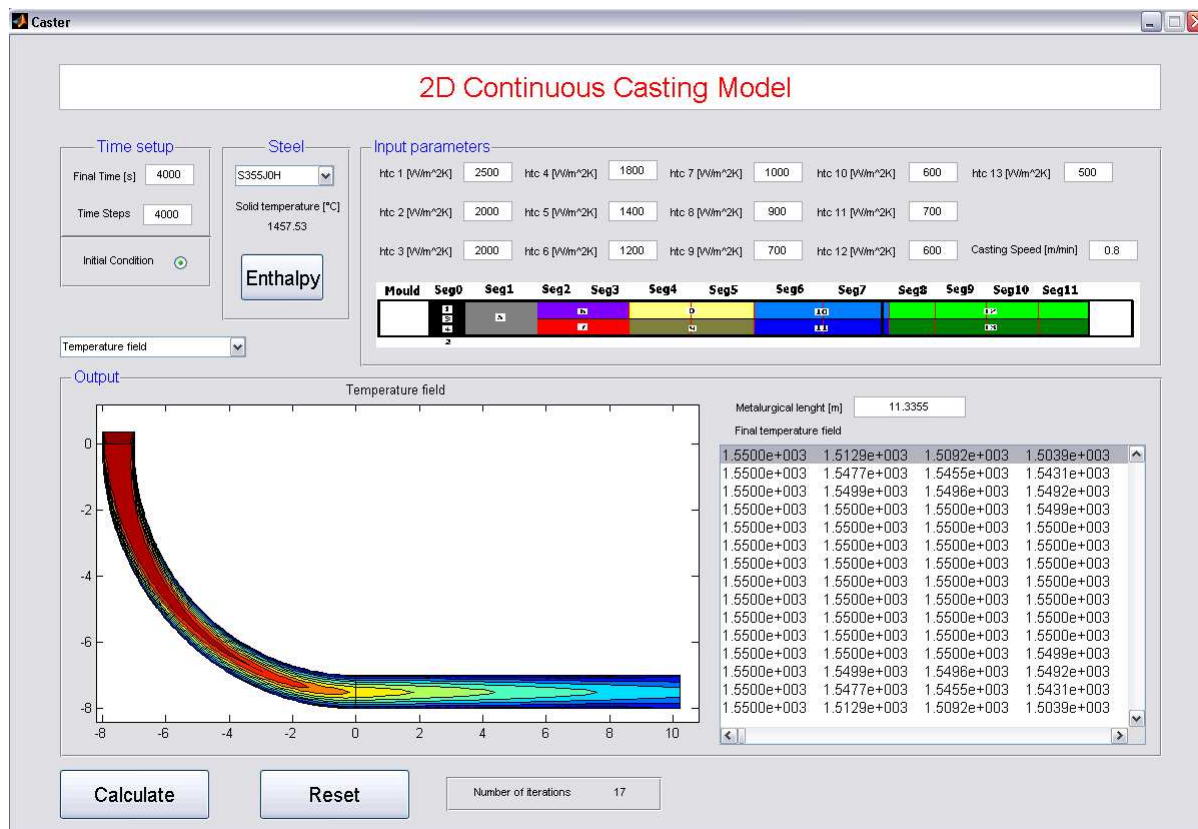 Caster
2D Continuous Casting Model
Time setup
Final Time [s] 4000
Time Steps 4000
Initial Condition
Steel
S355J0H
Solid temperature [°C]
1457.53
Enthalpy
Input parameters
htc 1 [W/m^2K] 2500 htc 4 [W/m^2K] 1800 htc 7 [W/m^2K] 1000 htc 10 [W/m^2K] 600 htc 13 [W/m^2K] 500
htc 2 [W/m^2K] 2000 htc 5 [W/m^2K] 1400 htc 8 [W/m^2K] 900 htc 11 [W/m^2K] 700
htc 3 [W/m^2K] 2000 htc 6 [W/m^2K] 1200 htc 9 [W/m^2K] 700 htc 12 [W/m^2K] 600 Casting Speed [m/min] 0.8
Mould Seg0 Seg1 Seg2 Seg3 Seg4 Seg5 Seg6 Seg7 Seg8 Seg9 Seg10 Seg11
10 12
7 11 13
2
Temperature field
Output
Temperature field
0
-2
-4
-6
-8
-8 -6 -4 -2 0 2 4 6 8 10
Metalurgical lenght [m] 11.3355
Final temperature field
1.5500e+003 1.5129e+003 1.5092e+003 1.5039e+003
1.5500e+003 1.5477e+003 1.5455e+003 1.5431e+003
1.5500e+003 1.5499e+003 1.5496e+003 1.5492e+003
1.5500e+003 1.5500e+003 1.5500e+003 1.5499e+003
1.5500e+003 1.5500e+003 1.5500e+003 1.5500e+003
1.5500e+003 1.5500e+003 1.5500e+003 1.5500e+003
1.5500e+003 1.5500e+003 1.5500e+003 1.5500e+003
1.5500e+003 1.5500e+003 1.5500e+003 1.5500e+003
1.5500e+003 1.5500e+003 1.5500e+003 1.5500e+003
1.5500e+003 1.5500e+003 1.5500e+003 1.5500e+003
1.5500e+003 1.5500e+003 1.5500e+003 1.5500e+003
1.5500e+003 1.5500e+003 1.5500e+003 1.5499e+003
1.5500e+003 1.5499e+003 1.5496e+003 1.5492e+003
1.5500e+003 1.5477e+003 1.5455e+003 1.5431e+003
1.5500e+003 1.5129e+003 1.5092e+003 1.5039e+003
Calculate
Reset
Number of iterations 17